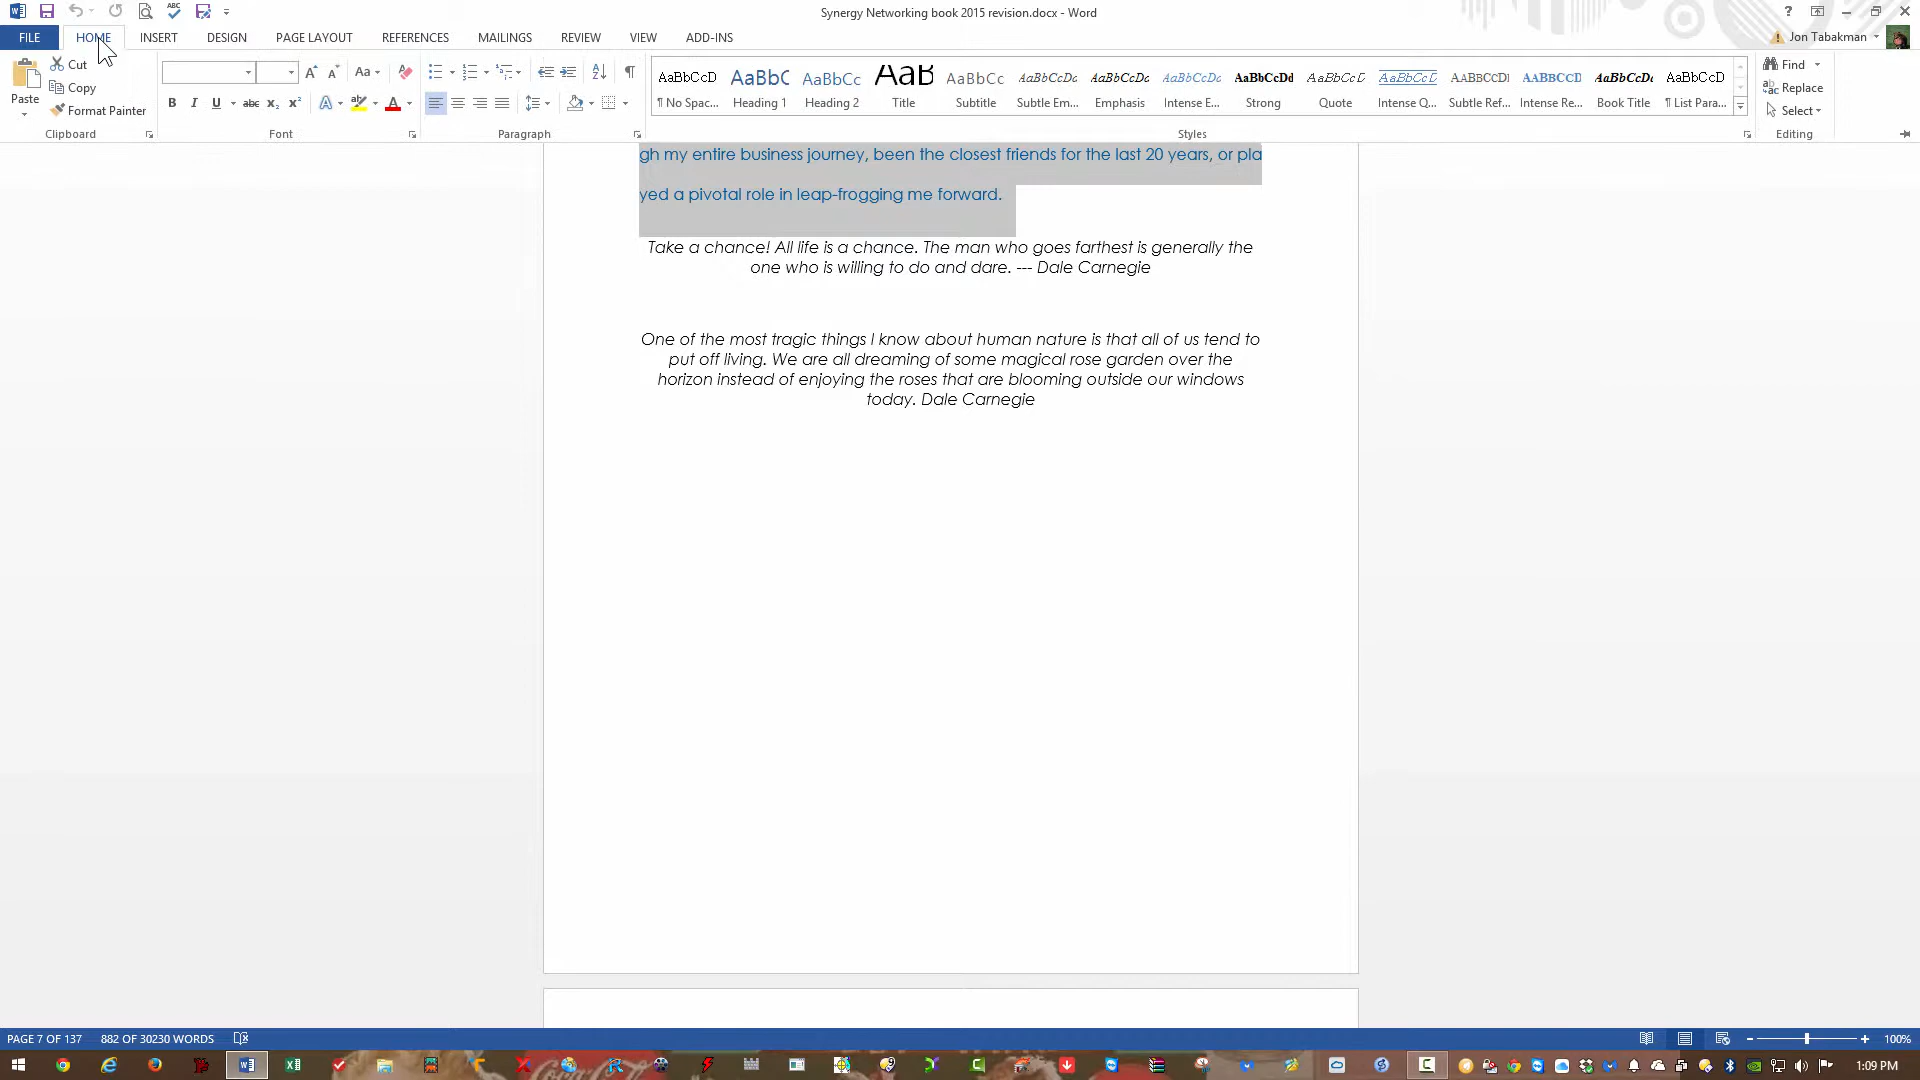 Synergy Networking book 2015 revision.docx - Word
FILE HOME INSERT DESIGN PAGE LAYOUT REFERENCES MAILINGS REVIEW VIEW ADD-INS Jon Tabakman
Cut
Copy
Format Painter
Paste
Clipboard Font Paragraph Styles Editing
AaBbCcD AaBbC AaBbCc AaB AaBbCc AaBbCcDc AaBbCcDc AaBbCcDc AaBbCcDd AaBbCcD AaBbCcD AABBCCDI AABBCCD AaBbCcDc AaBbCcD
¶ No Spac... Heading 1 Heading 2 Title Subtitle Subtle Em... Emphasis Intense E... Strong Quote Intense Q... Subtle Ref... Intense Re... Book Title ¶ List Para...
Find
Replace
Select
gh my entire business journey, been the closest friends for the last 20 years, or pla
yed a pivotal role in leap-frogging me forward.
Take a chance! All life is a chance. The man who goes farthest is generally the
one who is willing to do and dare. --- Dale Carnegie
One of the most tragic things I know about human nature is that all of us tend to
put off living. We are all dreaming of some magical rose garden over the
horizon instead of enjoying the roses that are blooming outside our windows
today. Dale Carnegie
PAGE 7 OF 137 882 OF 30230 WORDS 100%
1:09 PM